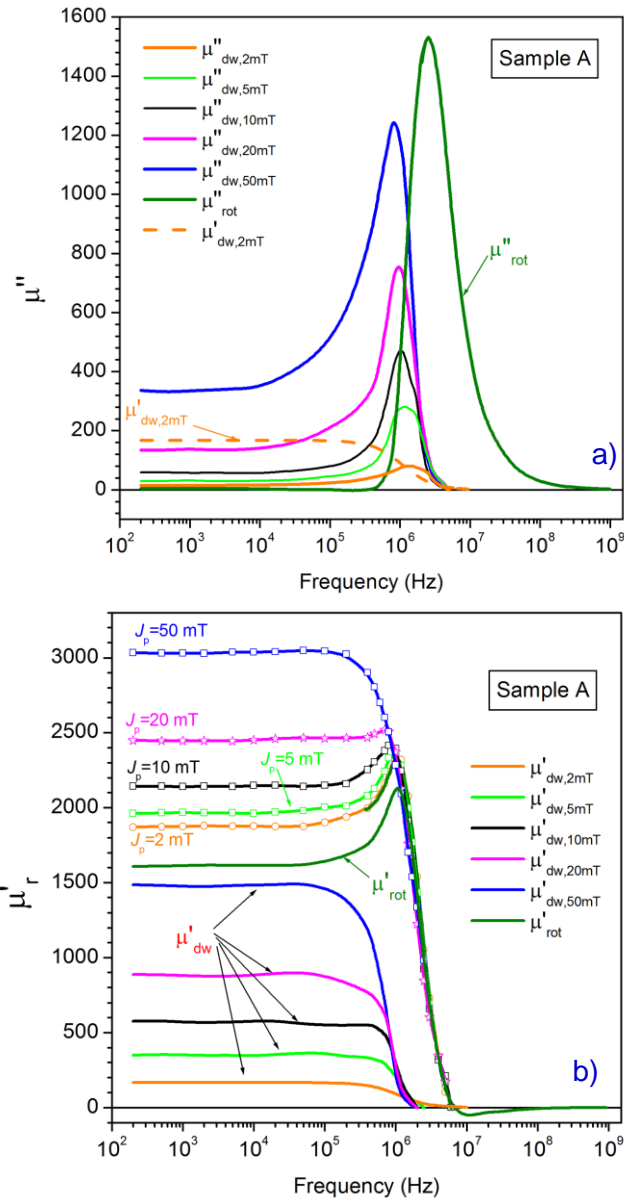 1600
1400
1200
1000
800
600
400
200
0
μ''
μ''dw,2mT
μ''dw,5mT
μ''dw,10mT
μ''dw,20mT
μ''dw,50mT
μ''rot
μ'dw,2mT
Sample A
μ''rot
μ'dw,2mT
a)
10² 10³ 10⁴ 10⁵ 10⁶ 10⁷ 10⁸ 10⁹
Frequency (Hz)
3000
2500
2000
1500
1000
500
0
μ'r
Jp=50 mT
Sample A
Jp=20 mT
Jp=10 mT
Jp=5 mT
Jp=2 mT
μ'rot
μ'dw
μ'dw,2mT
μ'dw,5mT
μ'dw,10mT
μ'dw,20mT
μ'dw,50mT
μ'rot
b)
10² 10³ 10⁴ 10⁵ 10⁶ 10⁷ 10⁸ 10⁹
Frequency (Hz)